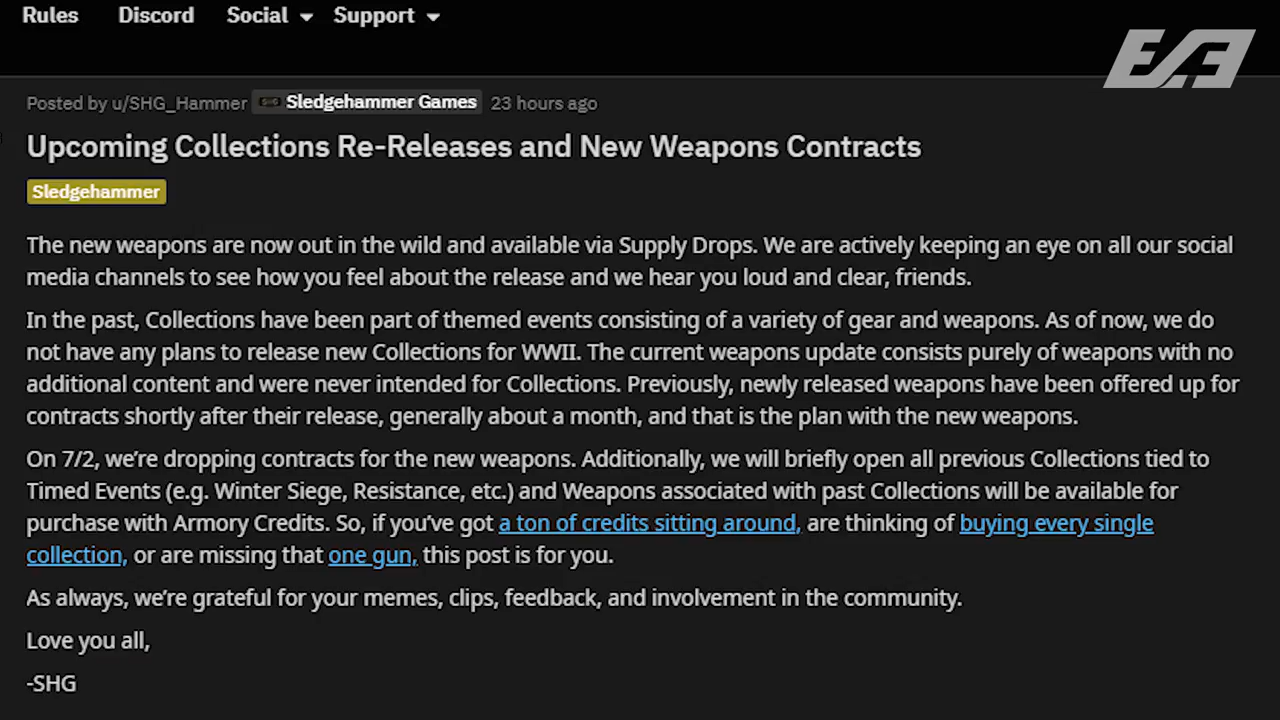 Rules Discord Social Support
Posted by u/SHG_Hammer Sledgehammer Games 23 hours ago
Upcoming Collections Re-Releases and New Weapons Contracts
Sledgehammer
The new weapons are now out in the wild and available via Supply Drops. We are actively keeping an eye on all our social
media channels to see how you feel about the release and we hear you loud and clear, friends.
In the past, Collections have been part of themed events consisting of a variety of gear and weapons. As of now, we do
not have any plans to release new Collections for WWII. The current weapons update consists purely of weapons with no
additional content and were never intended for Collections. Previously, newly released weapons have been offered up for
contracts shortly after their release, generally about a month, and that is the plan with the new weapons.
On 7/2, we’re dropping contracts for the new weapons. Additionally, we will briefly open all previous Collections tied to
Timed Events (e.g. Winter Siege, Resistance, etc.) and Weapons associated with past Collections will be available for
purchase with Armory Credits. So, if you’ve got a ton of credits sitting around, are thinking of buying every single
collection, or are missing that one gun, this post is for you.
As always, we’re grateful for your memes, clips, feedback, and involvement in the community.
Love you all,
-SHG